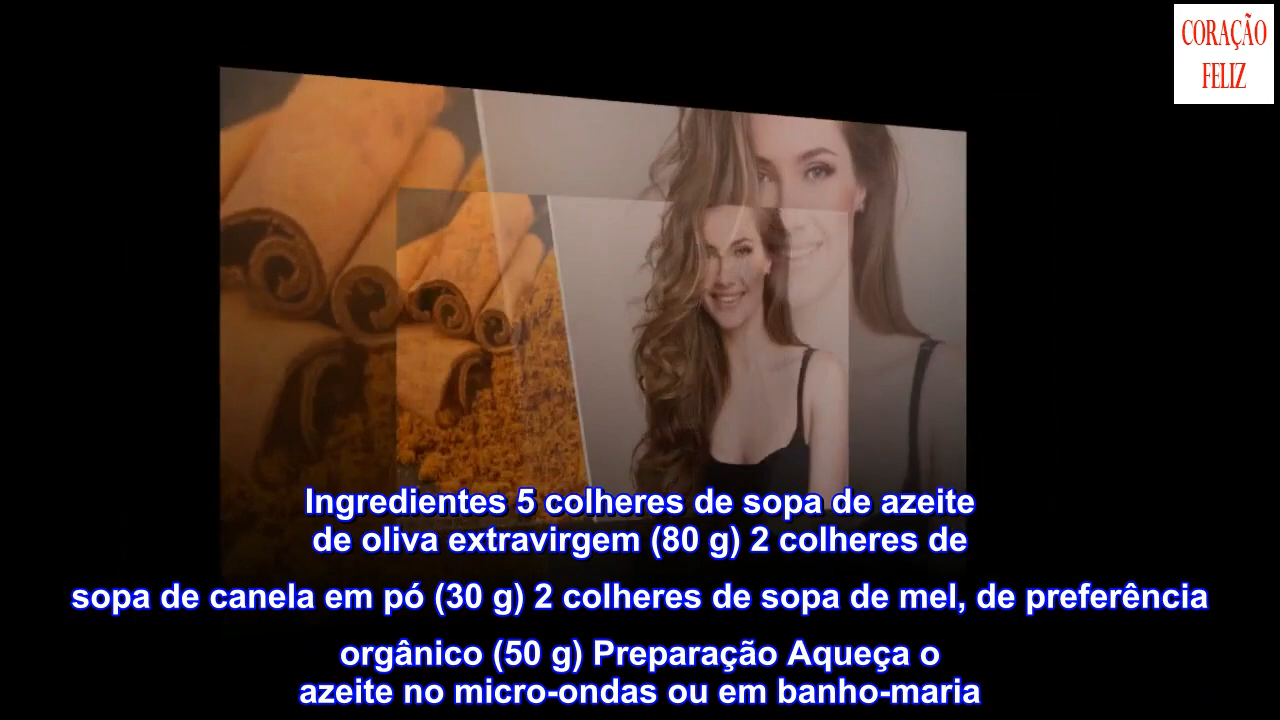 CORAÇÃO
FELIZ
Ingredientes 5 colheres de sopa de azeite
de oliva extravirgem (80 g) 2 colheres de
sopa de canela em pó (30 g) 2 colheres de sopa de mel, de preferência
orgânico (50 g) Preparação Aqueça o
azeite no micro-ondas ou em banho-maria